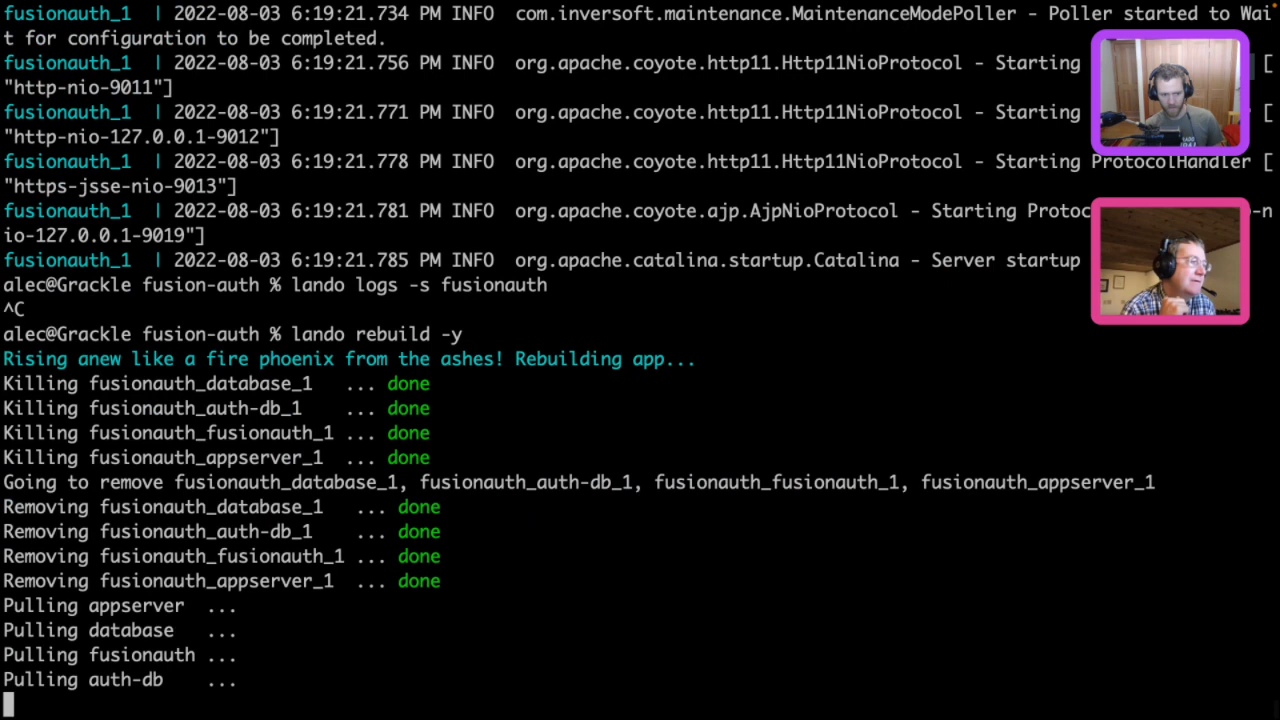 fusionauth_1  | 2022-08-03 6:19:21.734 PM INFO  com.inversoft.maintenance.MaintenanceModePoller - Poller started to Wai
t for configuration to be completed.
fusionauth_1  | 2022-08-03 6:19:21.756 PM INFO  org.apache.coyote.http11.Http11NioProtocol - Starting [
"http-nio-9011"]
fusionauth_1  | 2022-08-03 6:19:21.771 PM INFO  org.apache.coyote.http11.Http11NioProtocol - Starting [
"http-nio-127.0.0.1-9012"]
fusionauth_1  | 2022-08-03 6:19:21.778 PM INFO  org.apache.coyote.http11.Http11NioProtocol - Starting ProtocolHandler [
"https-jsse-nio-9013"]
fusionauth_1  | 2022-08-03 6:19:21.781 PM INFO  org.apache.coyote.ajp.AjpNioProtocol - Starting
io-127.0.0.1-9019"]
fusionauth_1  | 2022-08-03 6:19:21.785 PM INFO  org.apache.catalina.startup.Catalina - Server startup
alec@Grackle fusion-auth % lando logs -s fusionauth
^C
alec@Grackle fusion-auth % lando rebuild -y
Rising anew like a fire phoenix from the ashes! Rebuilding app...
Killing fusionauth_database_1   ... done
Killing fusionauth_auth-db_1    ... done
Killing fusionauth_fusionauth_1 ... done
Killing fusionauth_appserver_1  ... done
Going to remove fusionauth_database_1, fusionauth_auth-db_1, fusionauth_fusionauth_1, fusionauth_appserver_1
Removing fusionauth_database_1   ... done
Removing fusionauth_auth-db_1    ... done
Removing fusionauth_fusionauth_1 ... done
Removing fusionauth_appserver_1  ... done
Pulling appserver  ...
Pulling database   ...
Pulling fusionauth ...
Pulling auth-db    ...